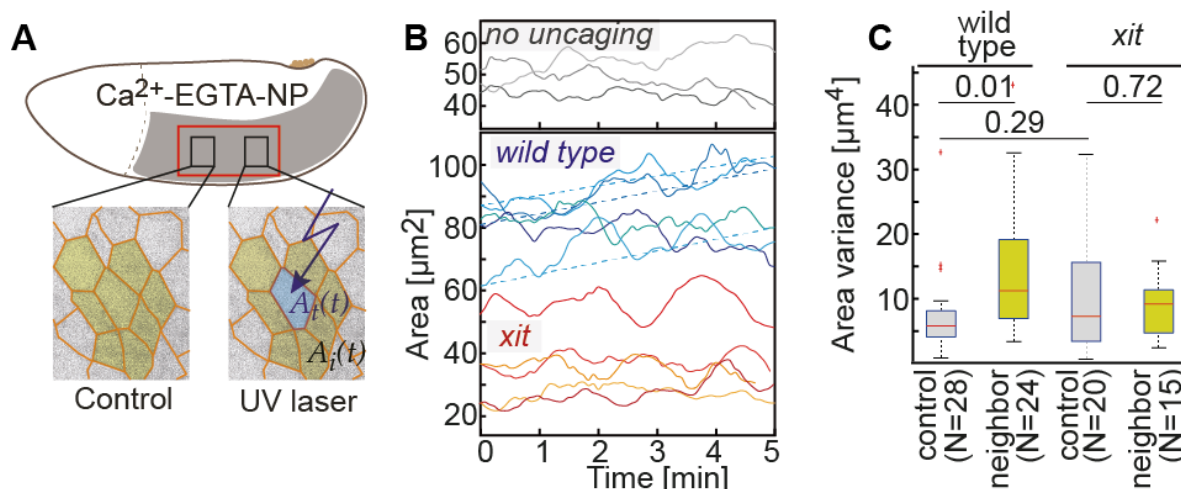 A
Ca2+-EGTA-NP
At(t)
Ai(t)
Control
UV laser
B
no uncaging
60
50
40
wild type
100
80
60
xit
40
20
Area [µm2]
0
1
2
3
4
5
Time [min]
C
wild
type
xit
0.01
0.72
0.29
40
30
20
10
Area variance [µm4]
control
(N=28)
neighbor
(N=24)
control
(N=20)
neighbor
(N=15)